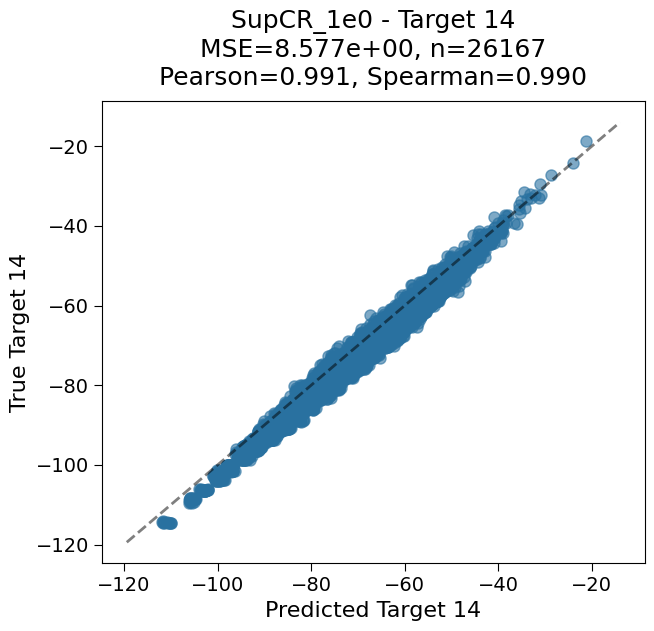 SupCR_1e0 - Target 14
MSE=8.577e+00, n=26167
Pearson=0.991, Spearman=0.990
True Target 14
−20
−40
−60
−80
−100
−120
−120
−100
−80
−60
−40
−20
Predicted Target 14